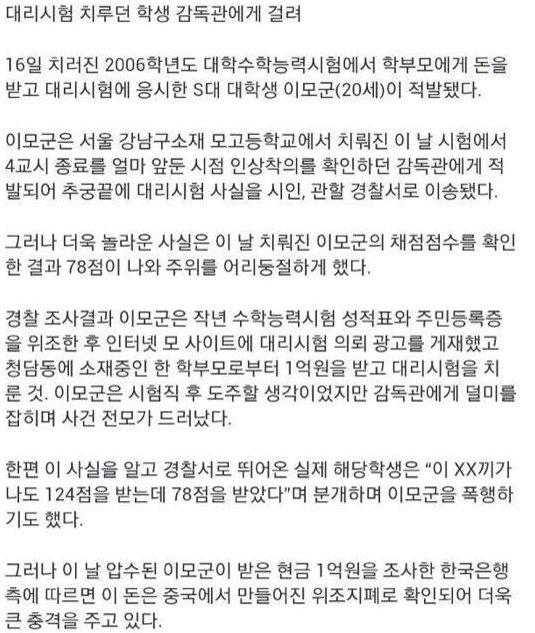 대리시험 치루던 학생 감독관에게 걸려
16일 치러진 2006학년도 대학수학능력시험에서 학부모에게 돈을
받고 대리시험에 응시한 S대 대학생 이모군(20세)이 적발됐다.
이모군은 서울 강남구소재 모고등학교에서 치뤄진 이 날 시험에서
4교시 종료를 얼마 앞둔 시점 인상착의를 확인하던 감독관에게 적
발되어 추궁끝에 대리시험 사실을 시인, 관할 경찰서로 이송됐다.
그러나 더욱 놀라운 사실은 이 날 치뤄진 이모군의 채점점수를 확인
한 결과 78점이 나와 주위를 어리둥절하게 했다.
경찰 조사결과 이모군은 작년 수학능력시험 성적표와 주민등록증
을 위조한 후 인터넷 모 사이트에 대리시험 의뢰 광고를 게재했고
청담동에 소재중인 한 학부모로부터 1억원을 받고 대리시험을 치
룬 것. 이모군은 시험직 후 도주할 생각이었지만 감독관에게 덜미를
잡히며 사건 전모가 드러났다.
한편 이 사실을 알고 경찰서로 뛰어온 실제 해당학생은 “이 XX끼가
나도 124점을 받는데 78점을 받았다”며 분개하며 이모군을 폭행하
기도 했다.
그러나 이 날 압수된 이모군이 받은 현금 1억원을 조사한 한국은행
측에 따르면 이 돈은 중국에서 만들어진 위조지폐로 확인되어 더욱
큰 충격을 주고 있다.